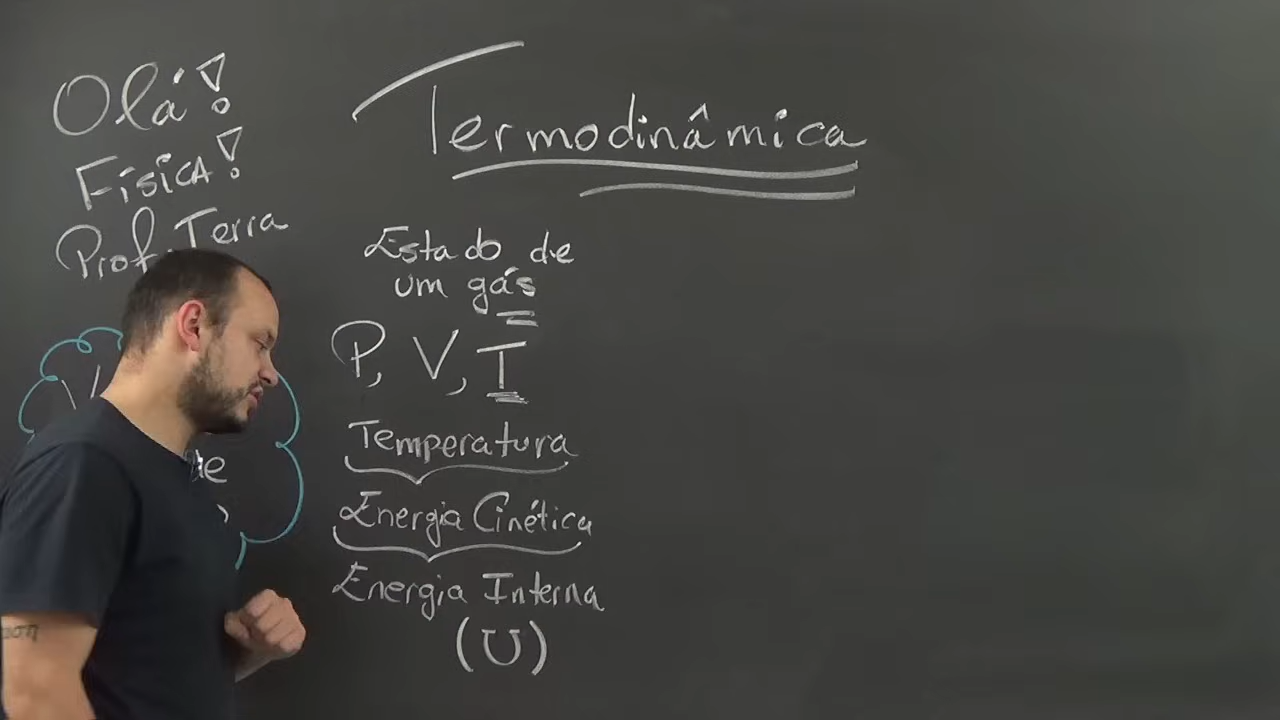 Olá!
Física!
Prof. Terra
Termodinâmica
Estado de
um gás
P, V, T
Temperatura
Energia Cinética
Energia Interna
(U)